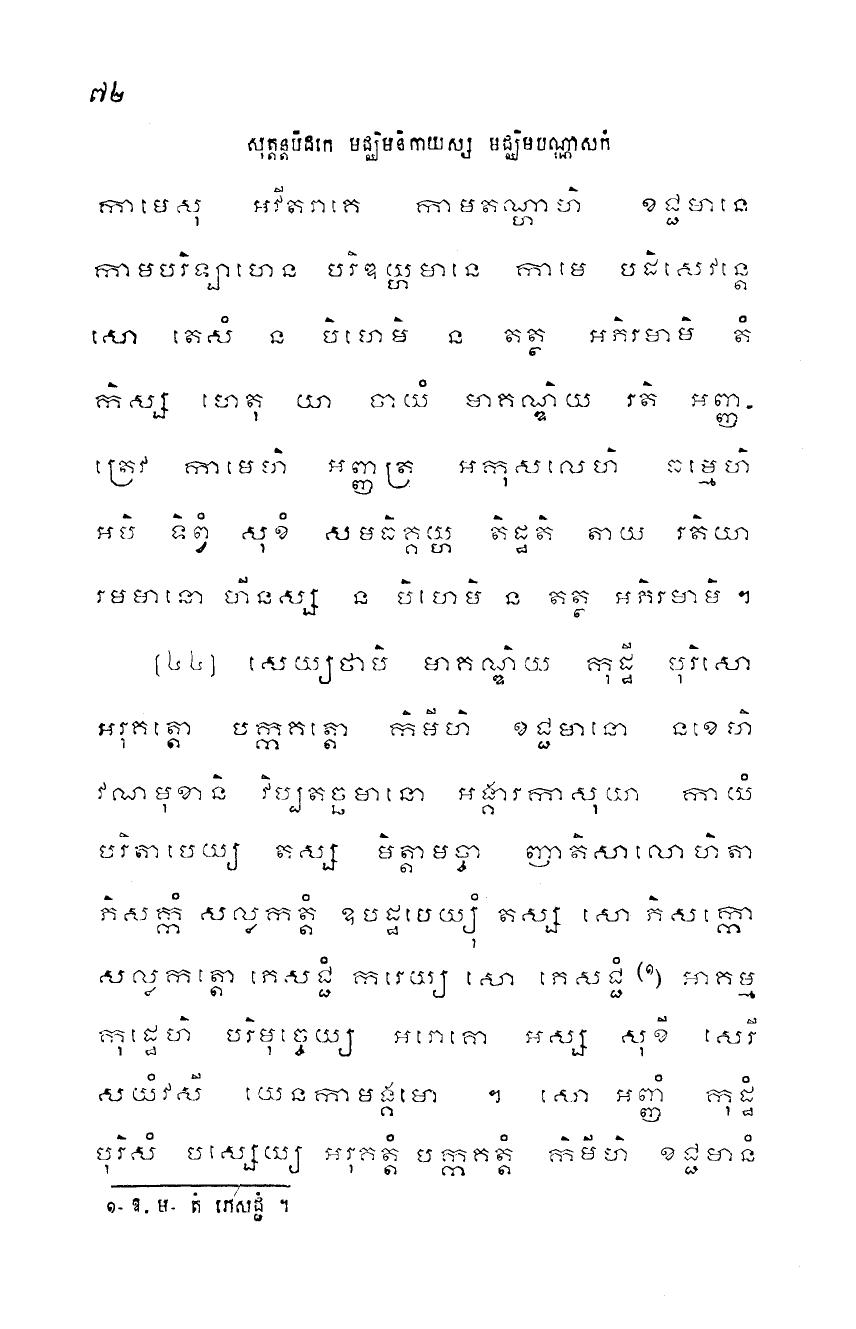 ៧២
សុត្តន្តបិដកេ មជ្ឈិមនិកាយស្ស មជ្ឈិមបណ្ណាសកំ
កាមេសុ អវីតរាគេ កាមតណ្ហាហិ ខជ្ជមានេ
កាមបរិឡាហេន បរិឌយ្ហមានេ កាមេ បដិសេវន្តេ
សោ តេសំ ន បិហេមិ ន តត្ថ អភិរមាមិ តំ
កិស្ស ហេតុ យា ចាយំ មាគណ្ឌិយ រតិ អញ្ញ-
ត្រេវ កាមេហិ អញ្ញត្រ អកុសលេហិ ធម្មេហិ
អបិ ទិព្វំ សុខំ សមធិគ្គយ្ហ តិដ្ឋតិ តាយ រតិយា
រមមានោ ហីនស្ស ន បិហេមិ ន តត្ថ អភិរមាមិ ។
[៤៤] សេយ្យថាបិ មាគណ្ឌិយ កុដ្ឋី បុរិសោ
អរុគត្តោ បក្កគត្តោ កិមីហិ ខជ្ជមានោ នខេហិ
វណមុខានិ វិប្បតច្ឆមានោ អង្គារកាសុយា កាយំ
បរិតាបេយ្យ តស្ស មិត្តាមច្ចា ញាតិសាលោហិតា
ភិសក្កំ សល្លកត្តំ ឧបដ្ឋបេយ្យុំ តស្ស សោ ភិសក្កោ
សល្លកត្តោ ភេសជ្ជំ ករេយ្យ សោ ភេសជ្ជំ (១) អាគម្ម
កុដ្ឋេហិ បរិមុច្ចេយ្យ អរោគោ អស្ស សុខី សេរី
សយំវសី យេនកាមង្គមោ ។ សោ អញ្ញំ កុដ្ឋំ
បុរិសំ បស្សេយ្យ អរុគត្តំ បក្កគត្តំ កិមីហិ ខជ្ជមានំ
១- ឱ. ម- តំ ភេសជ្ជំ ។